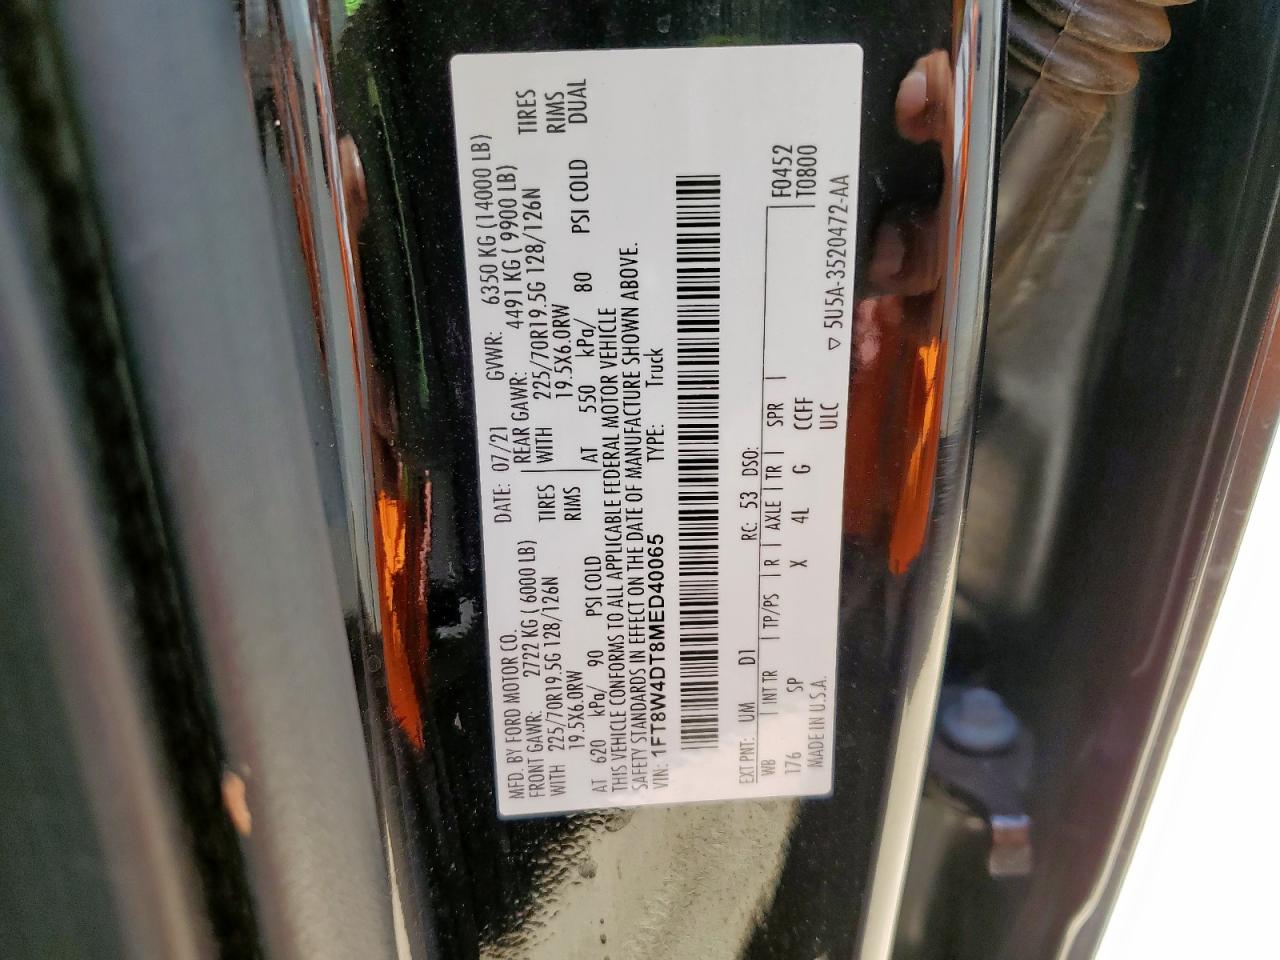 MFD. BY FORD MOTOR CO.
DATE: 07/21 GVWR: 6350 KG (14000 LB)
FRONT GAWR: 2722 KG ( 6000 LB) REAR GAWR: 4491 KG ( 9900 LB)
WITH 225/70R19.5G 128/126N TIRES WITH 225/70R19.5G 128/126N TIRES
19.5X6.0RW RIMS 19.5X6.0RW RIMS
AT 620 kPa/ 90 PSI COLD AT 550 kPa/ 80 PSI COLD DUAL
THIS VEHICLE CONFORMS TO ALL APPLICABLE FEDERAL MOTOR VEHICLE
SAFETY STANDARDS IN EFFECT ON THE DATE OF MANUFACTURE SHOWN ABOVE.
VIN: 1FT8W4DT8MED40065 TYPE: Truck
EXT PNT: UM D1 RC: 53 DSO:
WB INT TR TP/PS R AXLE TR SPR F0452
176 SP X 4L G CCFF T0800
MADE IN U.S.A. ULC
▽ 5U5A-3520472-AA